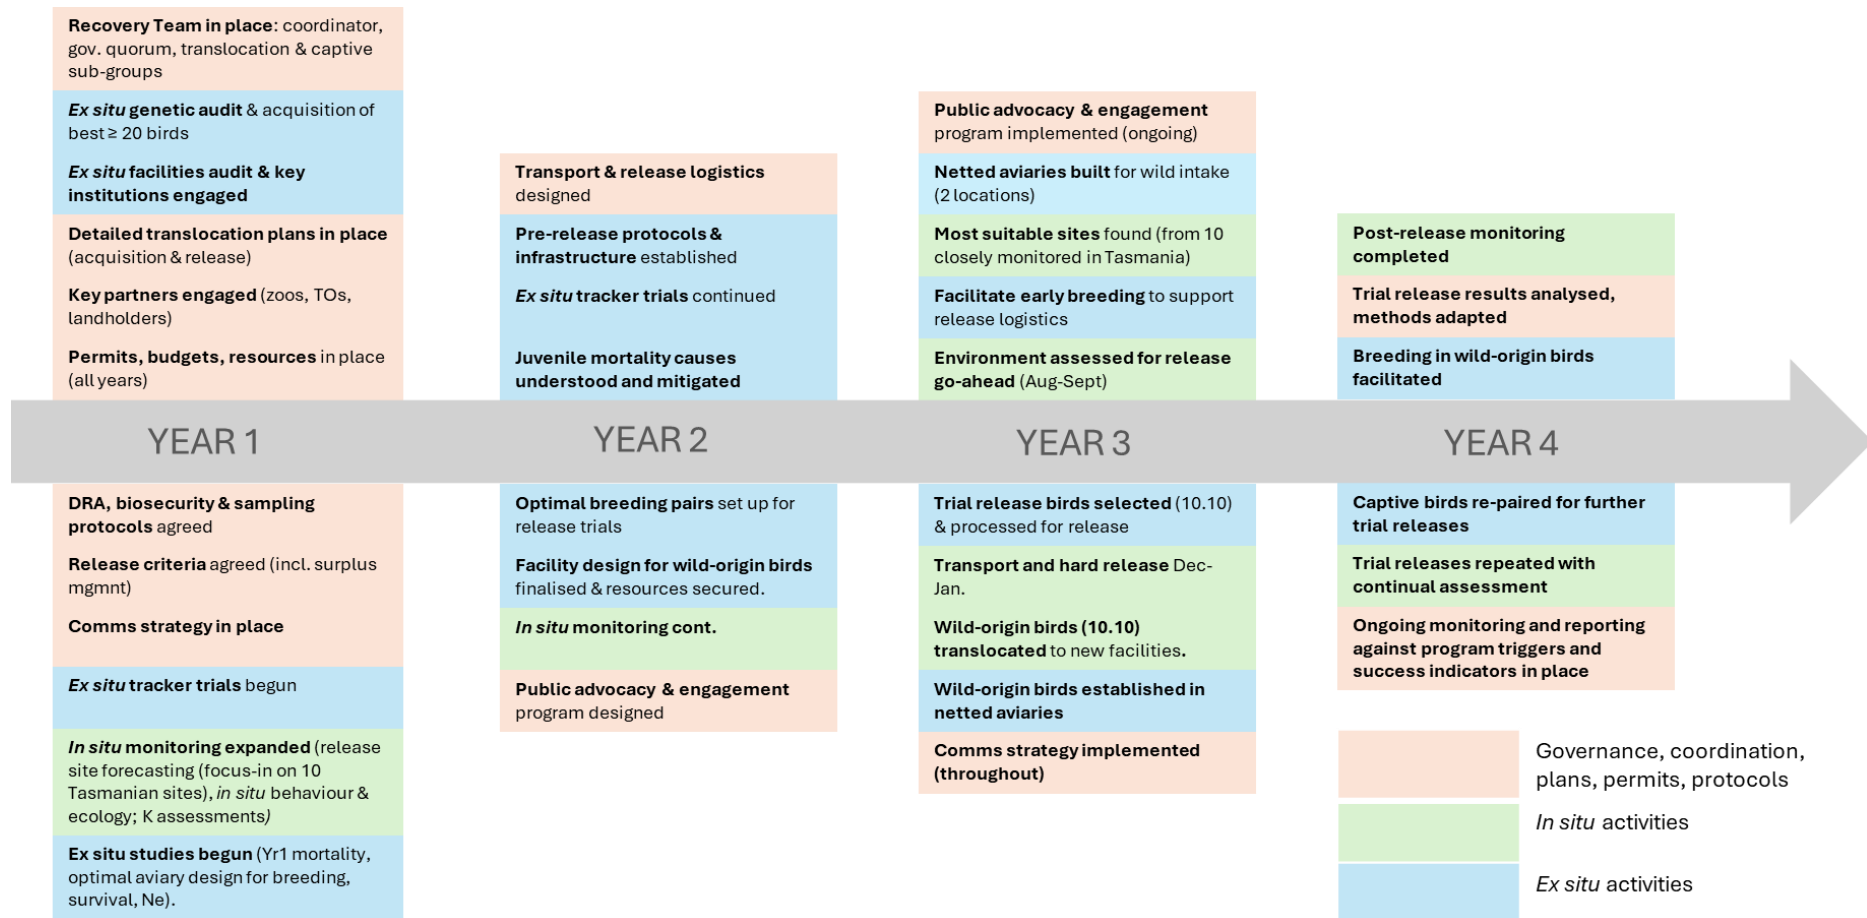 Recovery Team in place: coordinator,
gov. quorum, translocation & captive
sub-groups
Ex situ genetic audit & acquisition of
best ≥ 20 birds
Ex situ facilities audit & key
institutions engaged
Detailed translocation plans in place
(acquisition & release)
Key partners engaged (zoos, TOs,
landholders)
Permits, budgets, resources in place
(all years)
Transport & release logistics
designed
Pre-release protocols &
infrastructure established
Ex situ tracker trials continued
Juvenile mortality causes
understood and mitigated
Public advocacy & engagement
program implemented (ongoing)
Netted aviaries built for wild intake
(2 locations)
Most suitable sites found (from 10
closely monitored in Tasmania)
Facilitate early breeding to support
release logistics
Environment assessed for release
go-ahead (Aug-Sept)
Post-release monitoring
completed
Trial release results analysed,
methods adapted
Breeding in wild-origin birds
facilitated
YEAR 1
YEAR 2
YEAR 3
YEAR 4
DRA, biosecurity & sampling
protocols agreed
Release criteria agreed (incl. surplus
mgmnt)
Comms strategy in place
Ex situ tracker trials begun
In situ monitoring expanded (release
site forecasting (focus-in on 10
Tasmanian sites), in situ behaviour &
ecology; K assessments)
Ex situ studies begun (Yr1 mortality,
optimal aviary design for breeding,
survival, Ne).
Optimal breeding pairs set up for
release trials
Facility design for wild-origin birds
finalised & resources secured.
In situ monitoring cont.
Public advocacy & engagement
program designed
Trial release birds selected (10.10)
& processed for release
Transport and hard release Dec-
Jan.
Wild-origin birds (10.10)
translocated to new facilities.
Wild-origin birds established in
netted aviaries
Comms strategy implemented
(throughout)
Captive birds re-paired for further
trial releases
Trial releases repeated with
continual assessment
Ongoing monitoring and reporting
against program triggers and
success indicators in place
Governance, coordination,
plans, permits, protocols
In situ activities
Ex situ activities